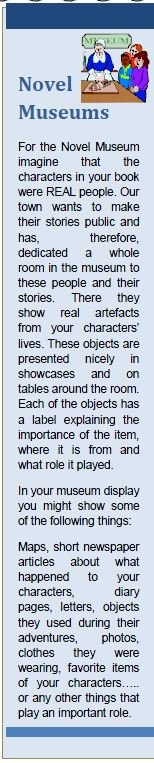 MUSEUM
Novel
Museums
For the Novel Museum
imagine that the
characters in your book
were REAL people. Our
town wants to make
their stories public and
has, therefore,
dedicated a whole
room in the museum to
these people and their
stories. There they
show real artefacts
from your characters'
lives. These objects are
presented nicely in
showcases and on
tables around the room.
Each of the objects has
a label explaining the
importance of the item,
where it is from and
what role it played.
In your museum display
you might show some
of the following things:
Maps, short newspaper
articles about what
happened to your
characters, diary
pages, letters, objects
they used during their
adventures, photos,
clothes they were
wearing, favorite items
of your characters…..
or any other things that
play an important role.